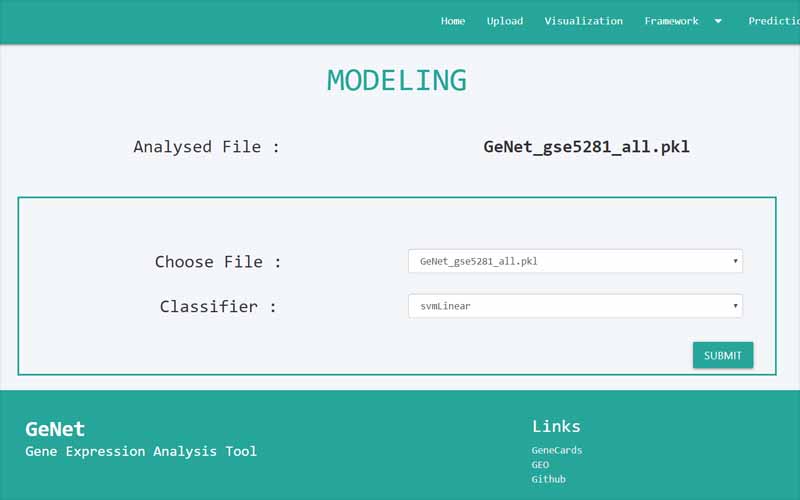 Home Upload Visualization Framework
MODELING
Analysed File : GeNet_gse5281_all.pkl
Choose File : GeNet_gse5281_all.pkl
Classifier : svmLinear
SUBMIT
GeNet
Gene Expression Analysis Tool
Links
GeneCards
GEO
Github